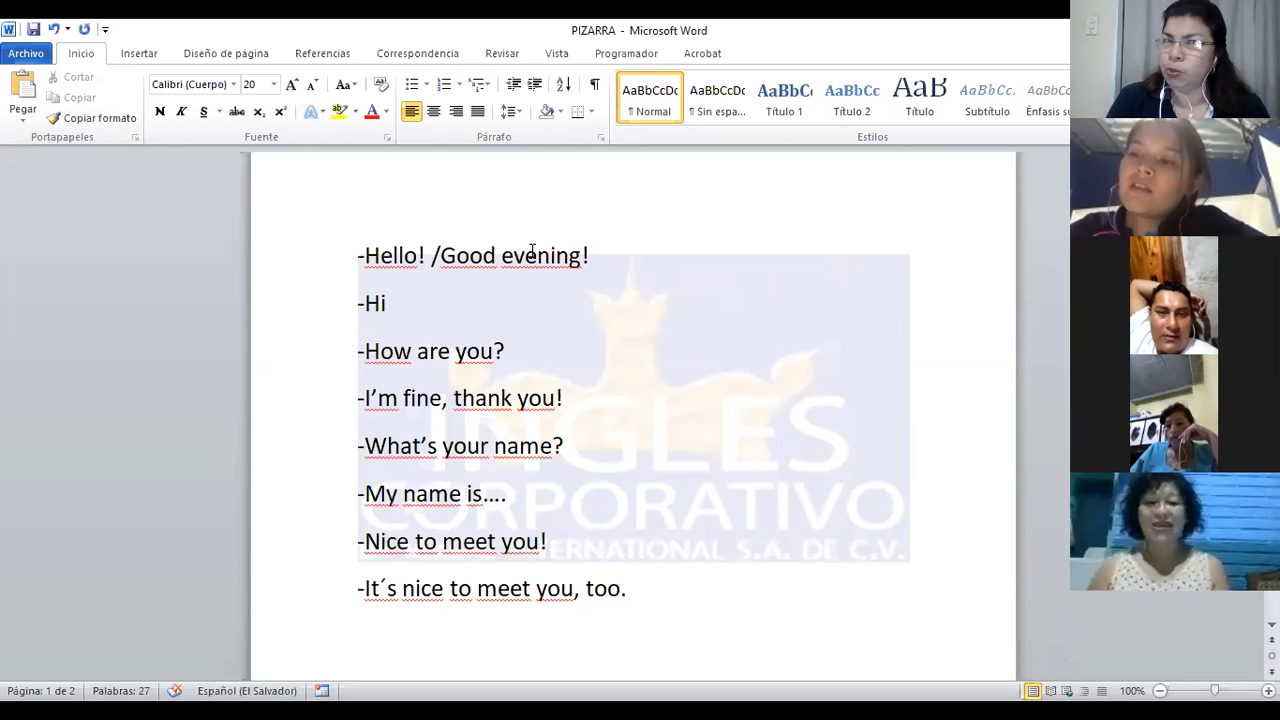 PIZARRA - Microsoft Word
Archivo Inicio Insertar Diseño de página Referencias Correspondencia Revisar Vista Programador Acrobat
Pegar
Cortar
Copiar
Copiar formato
Portapapeles
Calibri (Cuerpo) 20
Fuente
Párrafo
AaBbCcDc AaBbCcDc AaBbC AaBbCc AaB AaBbCc. AaBbCc
¶ Normal ¶ Sin espa... Título 1 Título 2 Título Subtítulo Énfasis su
Estilos
-Hello! /Good evening!
-Hi
-How are you?
-I’m fine, thank you!
-What’s your name?
-My name is….
-Nice to meet you!
-It´s nice to meet you, too.
INGLES
CORPORATIVO
INTERNATIONAL S.A. DE C.V.
Página: 1 de 2 Palabras: 27 Español (El Salvador) 100%